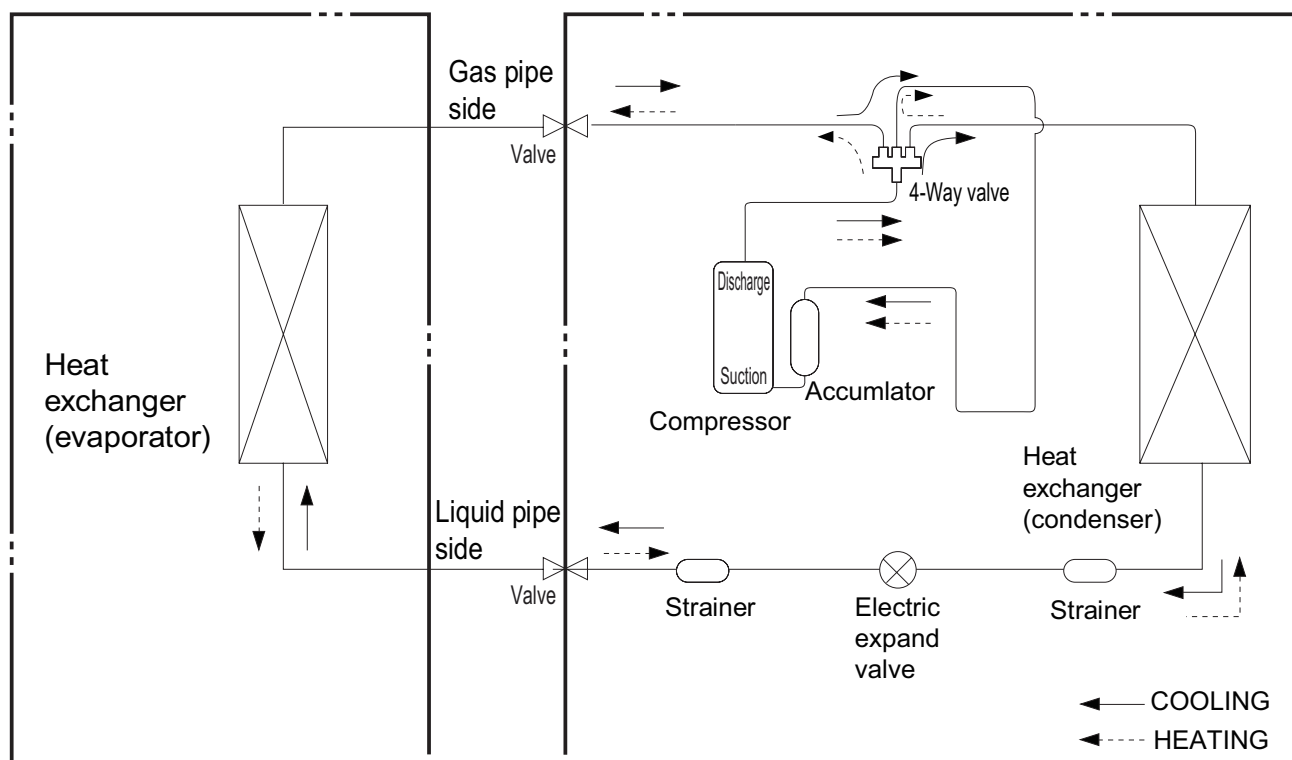 Gas pipe
side
Valve
4-Way valve
Discharge
Suction
Compressor
Accumlator
Heat
exchanger
(evaporator)
Heat
exchanger
(condenser)
Liquid pipe
side
Valve
Strainer
Electric
expand
valve
Strainer
COOLING
HEATING